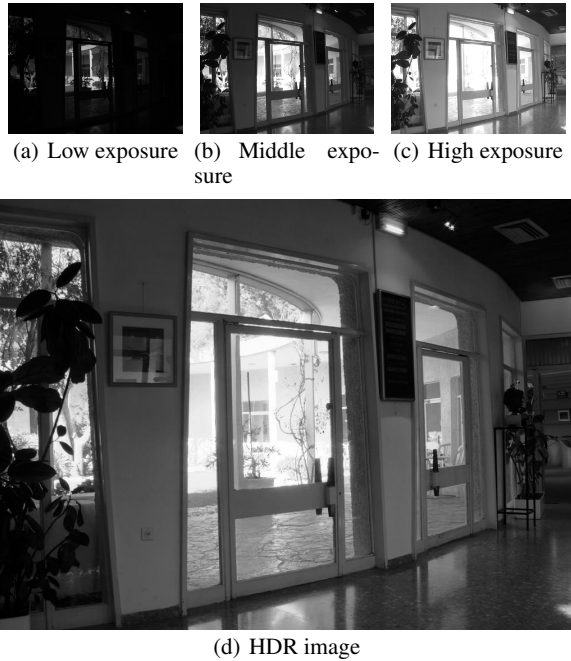 (a) Low exposure
(b) Middle expo-
sure
(c) High exposure
(d) HDR image